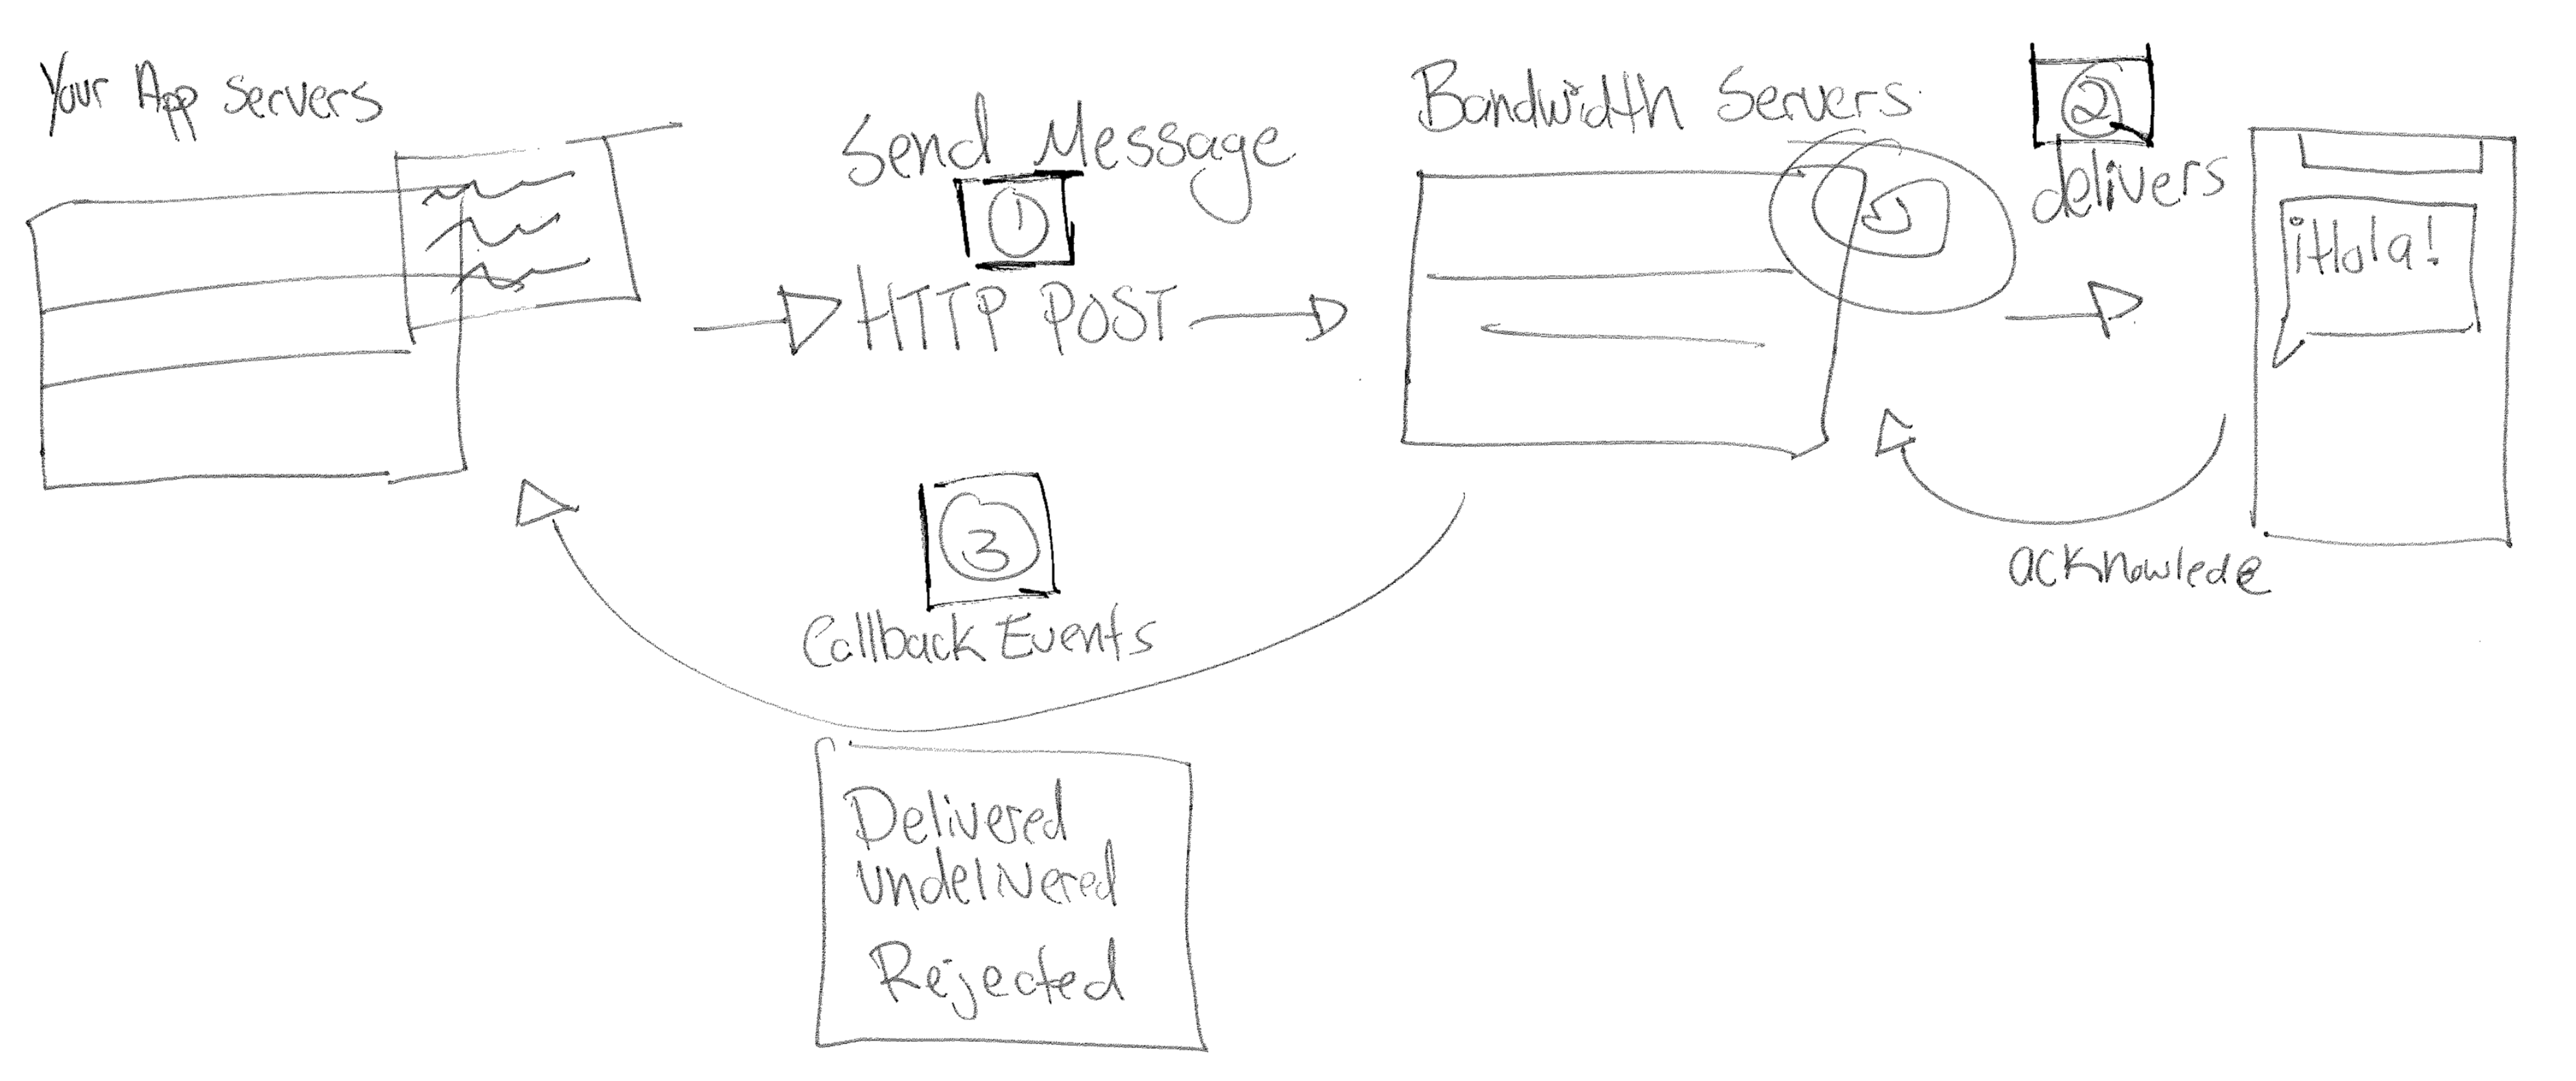 Your App Servers
Send Message
1
HTTP POST
Bandwidth Servers
2
delivers
¡Hola!
acknowledge
3
Callback Events
Delivered
Undelivered
Rejected